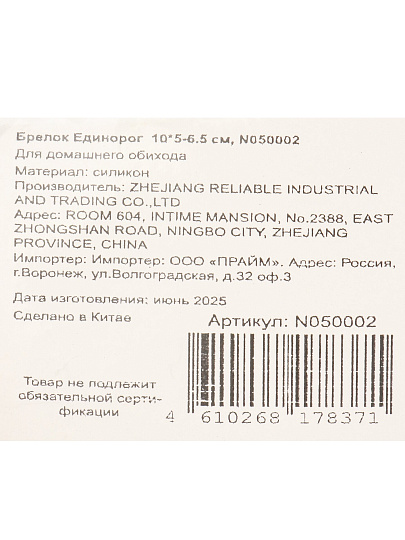 Брелок Единорог 10*5-6.5 см, N050002
Для домашнего обихода
Материал: силикон
Производитель: ZHEJIANG RELIABLE INDUSTRIAL
AND TRADING CO.,LTD
Адрес: ROOM 604, INTIME MANSION, No.2388, EAST
ZHONGSHAN ROAD, NINGBO CITY, ZHEJIANG
PROVINCE, CHINA
Импортер: Импортер: ООО «ПРАЙМ». Адрес: Россия,
г.Воронеж, ул.Волгоградская, д.32 оф.3
Дата изготовления: июнь 2025
Сделано в Китае
Артикул: N050002
Товар не подлежит
обязательной серти-
фикации
4 610268 178371